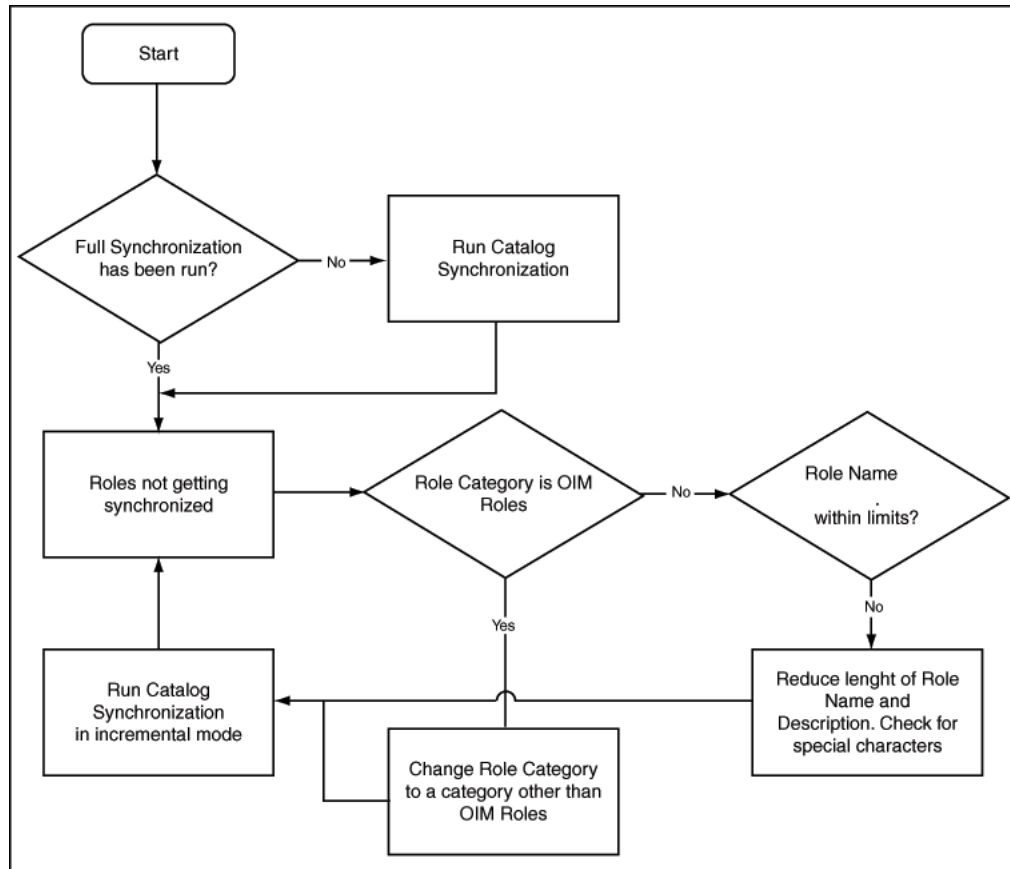 Start
Full Synchronization
has been run?
No
Run Catalog
Synchronization
Yes
Roles not getting
synchronized
Role Category is OIM
Roles
No
Role Name
.
within limits?
Yes
No
Run Catalog
Synchronization
in incremental mode
Reduce lenght of Role
Name and
Description. Check for
special characters
Change Role Category
to a category other than
OIM Roles